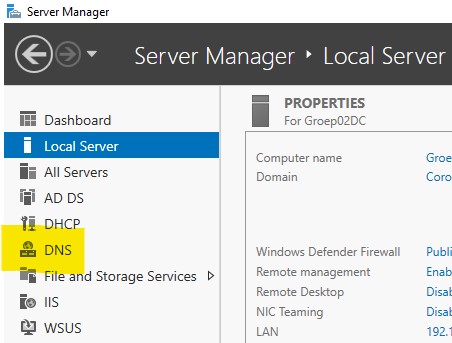 Server Manager
Server Manager • Local Server
Dashboard
Local Server
All Servers
AD DS
DHCP
DNS
File and Storage Services
IIS
WSUS
PROPERTIES
For Groep02DC
Computer name Groe
Domain Coro
Windows Defender Firewall Publi
Remote management Enab
Remote Desktop Disa
NIC Teaming Disa
LAN 192.1